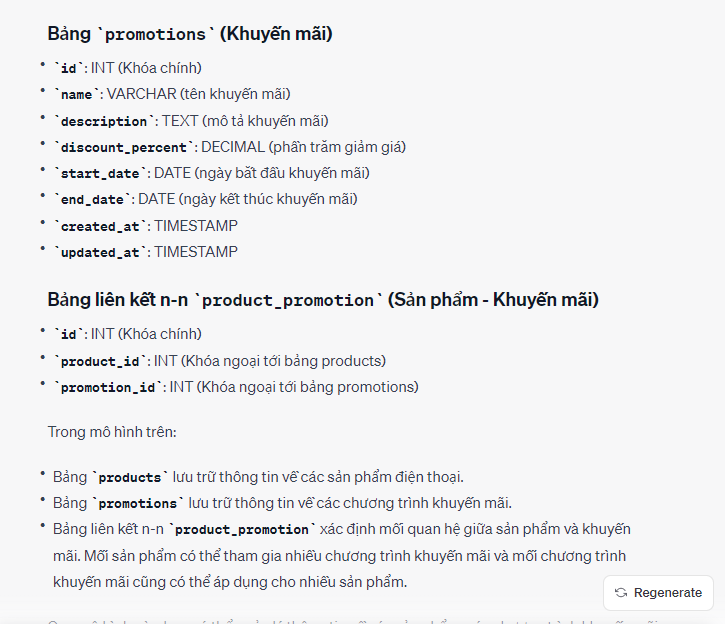 Bảng `promotions` (Khuyến mãi)
`id`: INT (Khóa chính)
`name`: VARCHAR (tên khuyến mãi)
`description`: TEXT (mô tả khuyến mãi)
`discount_percent`: DECIMAL (phần trăm giảm giá)
`start_date`: DATE (ngày bắt đầu khuyến mãi)
`end_date`: DATE (ngày kết thúc khuyến mãi)
`created_at`: TIMESTAMP
`updated_at`: TIMESTAMP
Bảng liên kết n-n `product_promotion` (Sản phẩm - Khuyến mãi)
`id`: INT (Khóa chính)
`product_id`: INT (Khóa ngoại tới bảng products)
`promotion_id`: INT (Khóa ngoại tới bảng promotions)
Trong mô hình trên:
Bảng `products` lưu trữ thông tin về các sản phẩm điện thoại.
Bảng `promotions` lưu trữ thông tin về các chương trình khuyến mãi.
Bảng liên kết n-n `product_promotion` xác định mối quan hệ giữa sản phẩm và khuyến
mãi. Mỗi sản phẩm có thể tham gia nhiều chương trình khuyến mãi và mỗi chương trình
khuyến mãi cũng có thể áp dụng cho nhiều sản phẩm.
Regenerate